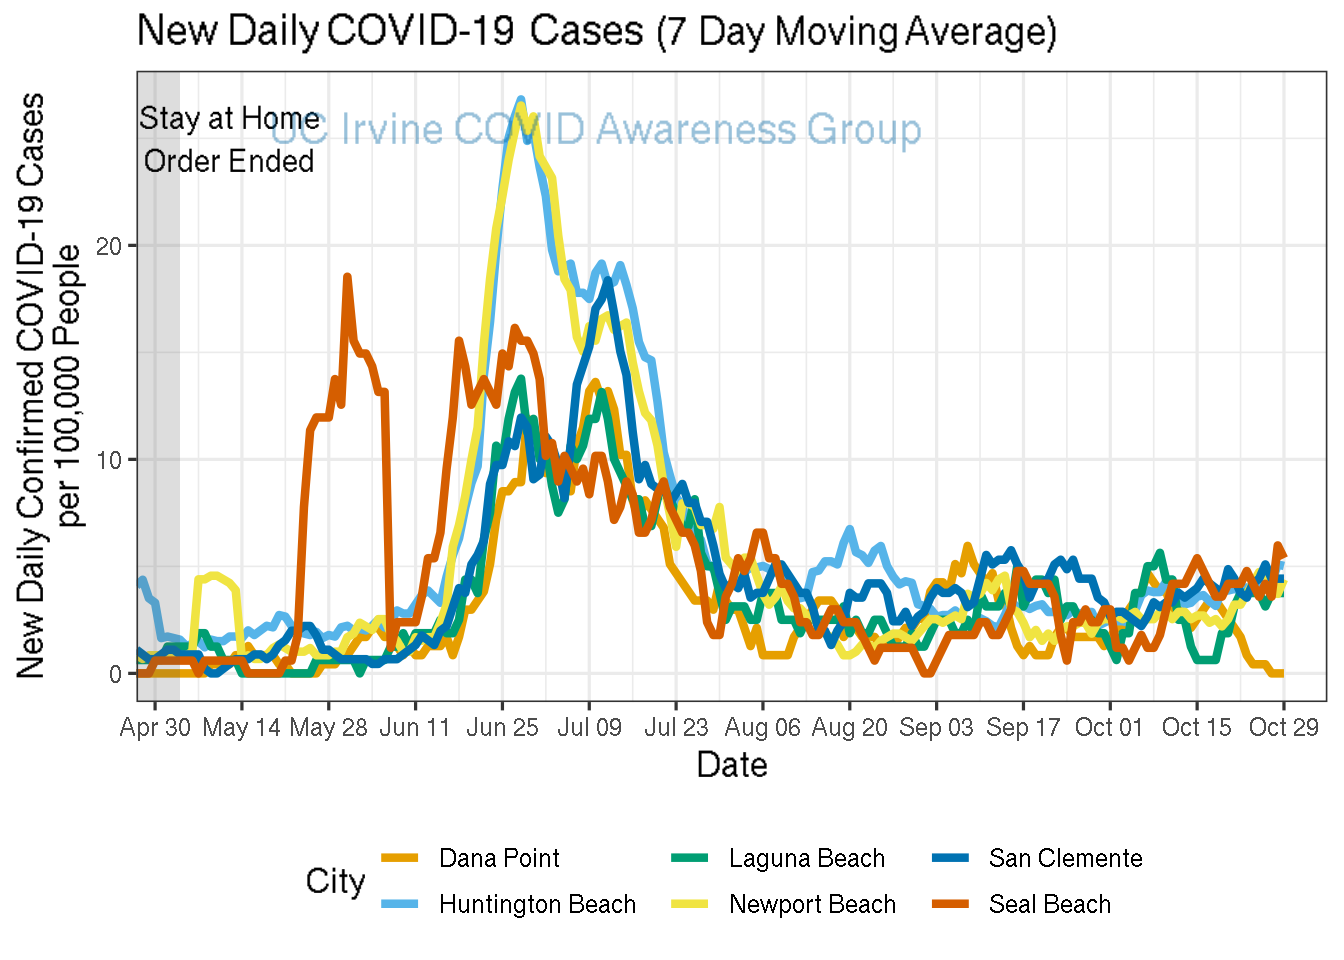 New Daily COVID-19 Cases (7 Day Moving Average)
Stay at Home
Order Ended
UC Irvine COVID Awareness Group
New Daily Confirmed COVID-19 Cases
per 100,000 People
20
10
0
Apr 30 May 14 May 28 Jun 11 Jun 25 Jul 09 Jul 23 Aug 06 Aug 20 Sep 03 Sep 17 Oct 01 Oct 15 Oct 29
Date
City
Dana Point Laguna Beach San Clemente
Huntington Beach Newport Beach Seal Beach